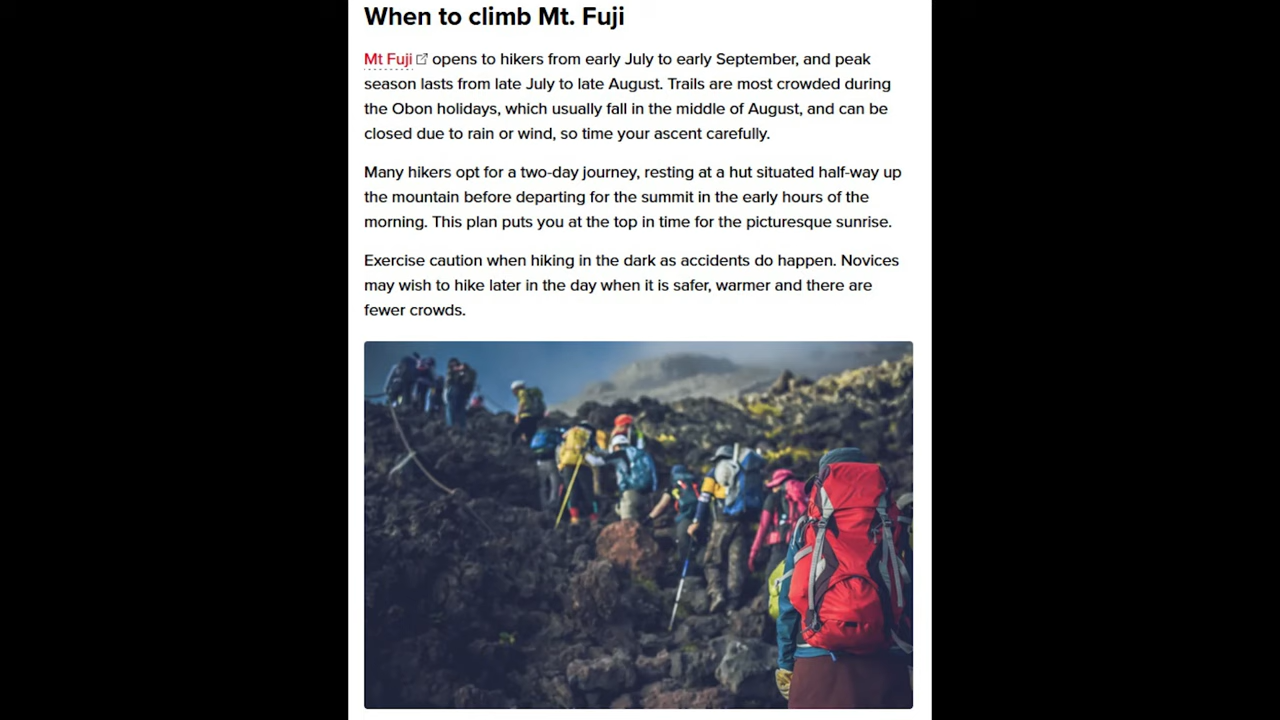 When to climb Mt. Fuji
Mt Fuji opens to hikers from early July to early September, and peak
season lasts from late July to late August. Trails are most crowded during
the Obon holidays, which usually fall in the middle of August, and can be
closed due to rain or wind, so time your ascent carefully.
Many hikers opt for a two-day journey, resting at a hut situated half-way up
the mountain before departing for the summit in the early hours of the
morning. This plan puts you at the top in time for the picturesque sunrise.
Exercise caution when hiking in the dark as accidents do happen. Novices
may wish to hike later in the day when it is safer, warmer and there are
fewer crowds.